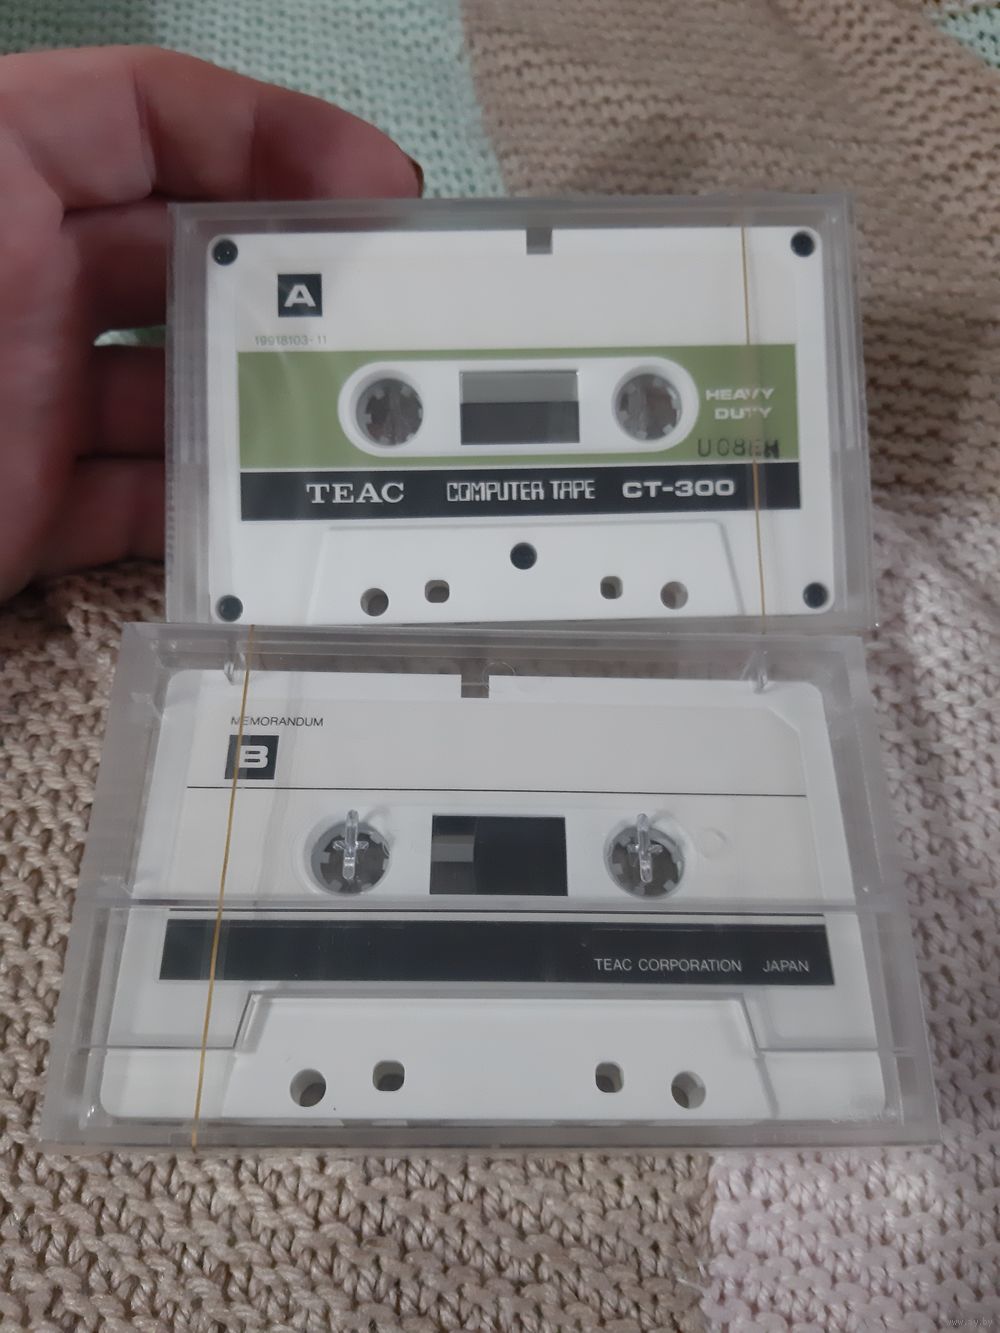 A
19918103-11
HEAVY
DUTY
TEAC COMPUTER TAPE CT-300
MEMORANDUM
B
TEAC CORPORATION JAPAN